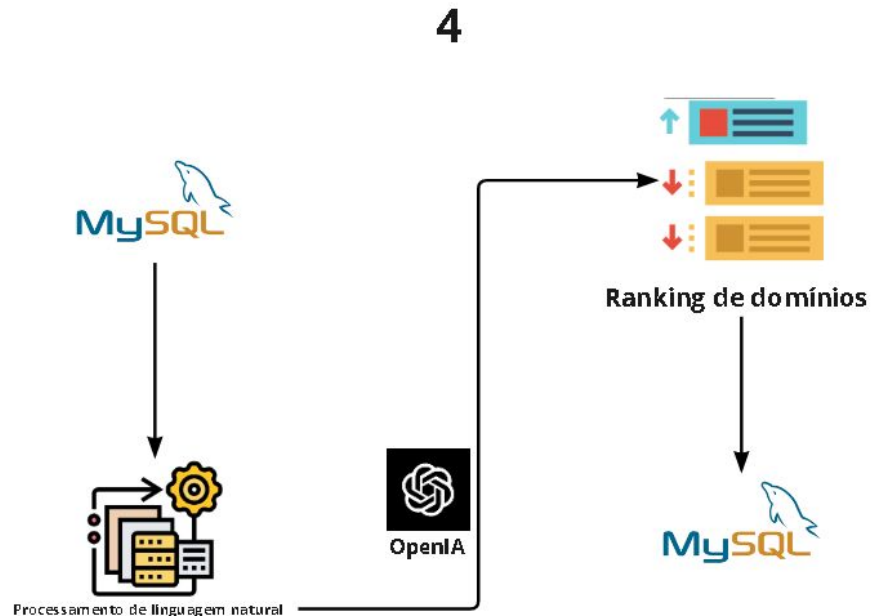 4
MySQL
Ranking de domínios
OpenIA
MySQL
Processamento de linguagem natural